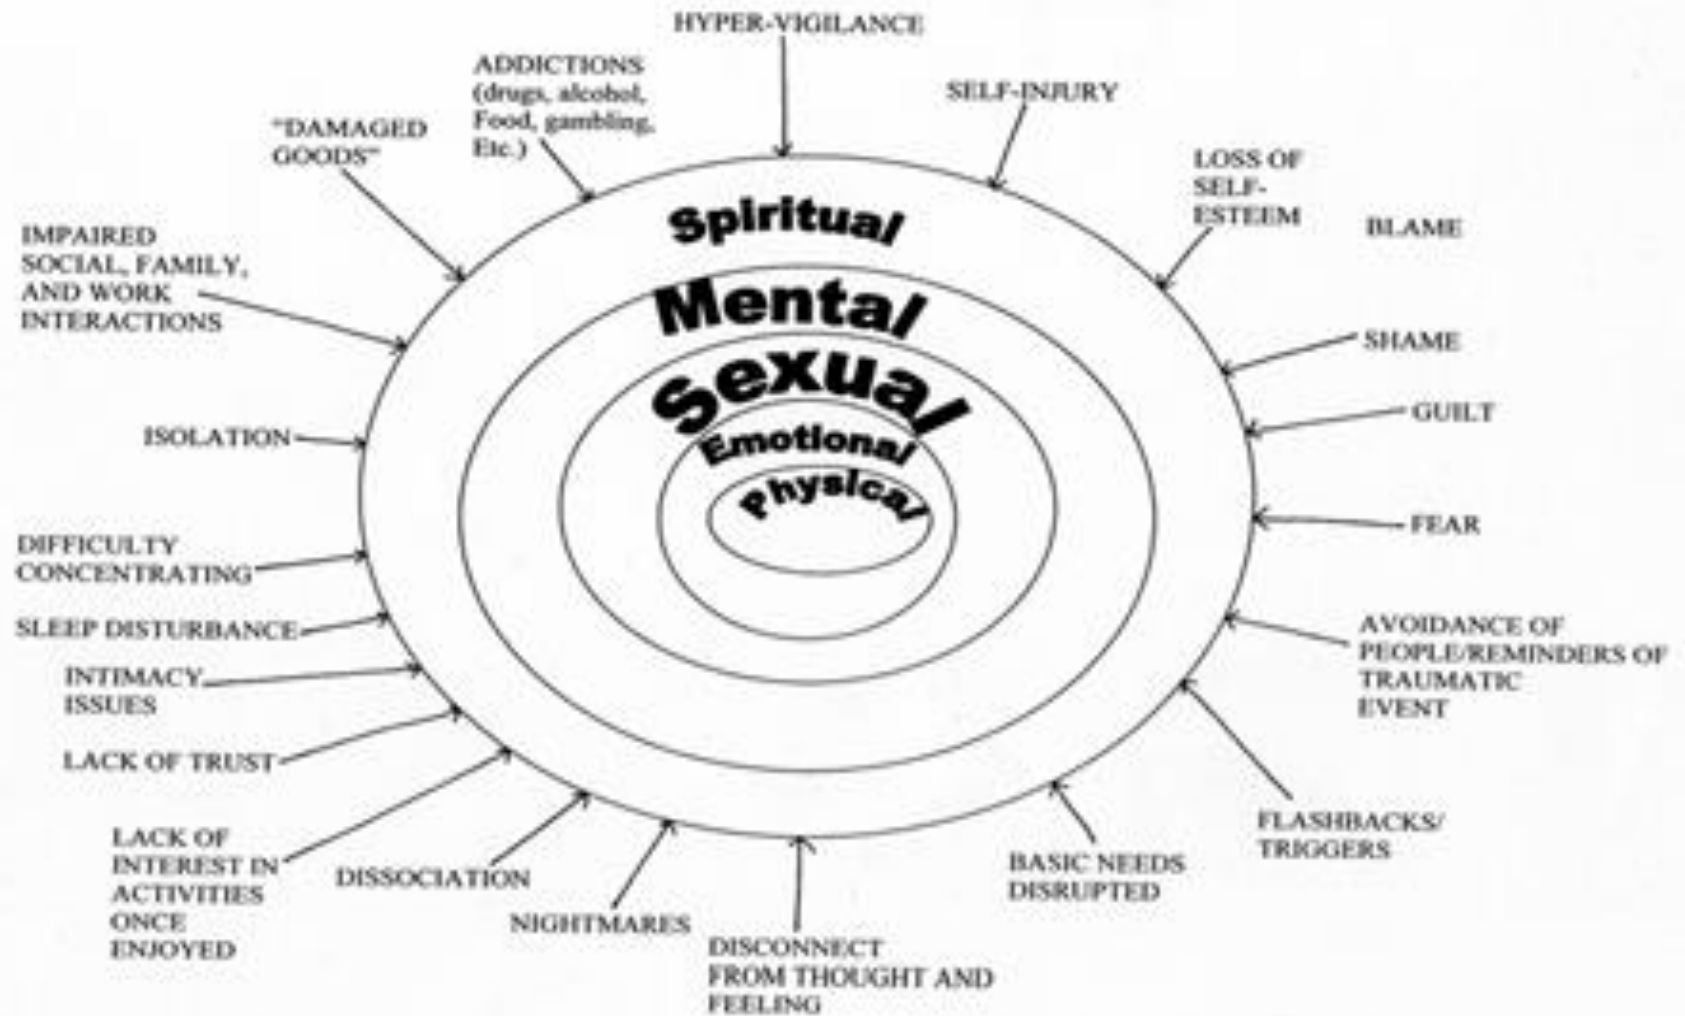 HYPER-VIGILANCE
ADDICTIONS
(drugs, alcohol,
Food, gambling,
Etc.)
SELF-INJURY
"DAMAGED
GOODS"
LOSS OF
SELF-
ESTEEM
BLAME
IMPAIRED
SOCIAL, FAMILY,
AND WORK
INTERACTIONS
SHAME
GUILT
ISOLATION
FEAR
DIFFICULTY
CONCENTRATING
SLEEP DISTURBANCE
AVOIDANCE OF
PEOPLE/REMINDERS OF
TRAUMATIC
EVENT
INTIMACY
ISSUES
LACK OF TRUST
FLASHBACKS/
TRIGGERS
LACK OF
INTEREST IN
ACTIVITIES
ONCE
ENJOYED
DISSOCIATION
BASIC NEEDS
DISRUPTED
NIGHTMARES
DISCONNECT
FROM THOUGHT AND
FEELING
Spiritual
Mental
Sexual
Emotional
Physical